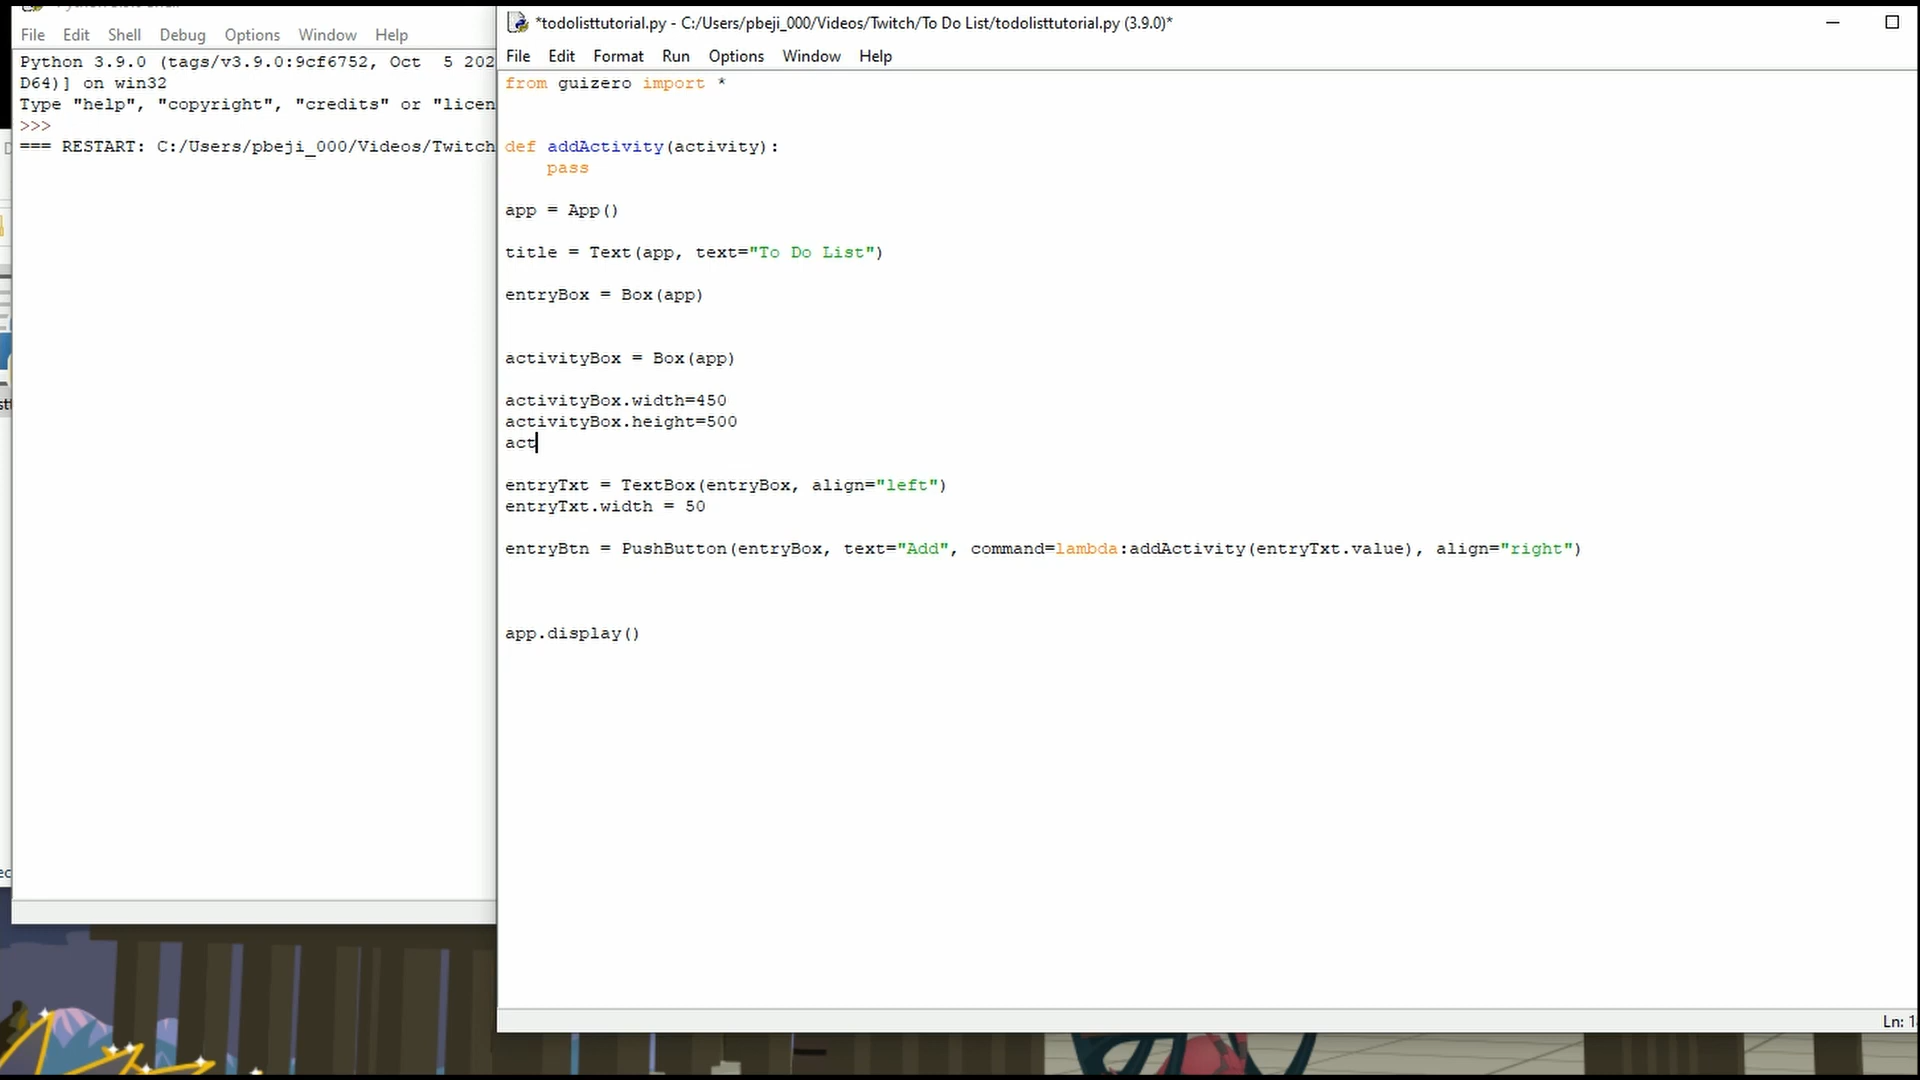 File Edit Shell Debug Options Window Help
Python 3.9.0 (tags/v3.9.0:9cf6752, Oct  5 202
D64)] on win32
Type "help", "copyright", "credits" or "licen
>>>
=== RESTART: C:/Users/pbeji_000/Videos/Twitch
*todolisttutorial.py - C:/Users/pbeji_000/Videos/Twitch/To Do List/todolisttutorial.py (3.9.0)*
File Edit Format Run Options Window Help
from guizero import *
def addActivity(activity):
    pass
app = App()
title = Text(app, text="To Do List")
entryBox = Box(app)
activityBox = Box(app)
activityBox.width=450
activityBox.height=500
act
entryTxt = TextBox(entryBox, align="left")
entryTxt.width = 50
entryBtn = PushButton(entryBox, text="Add", command=lambda:addActivity(entryTxt.value), align="right")
app.display()
Ln: 1